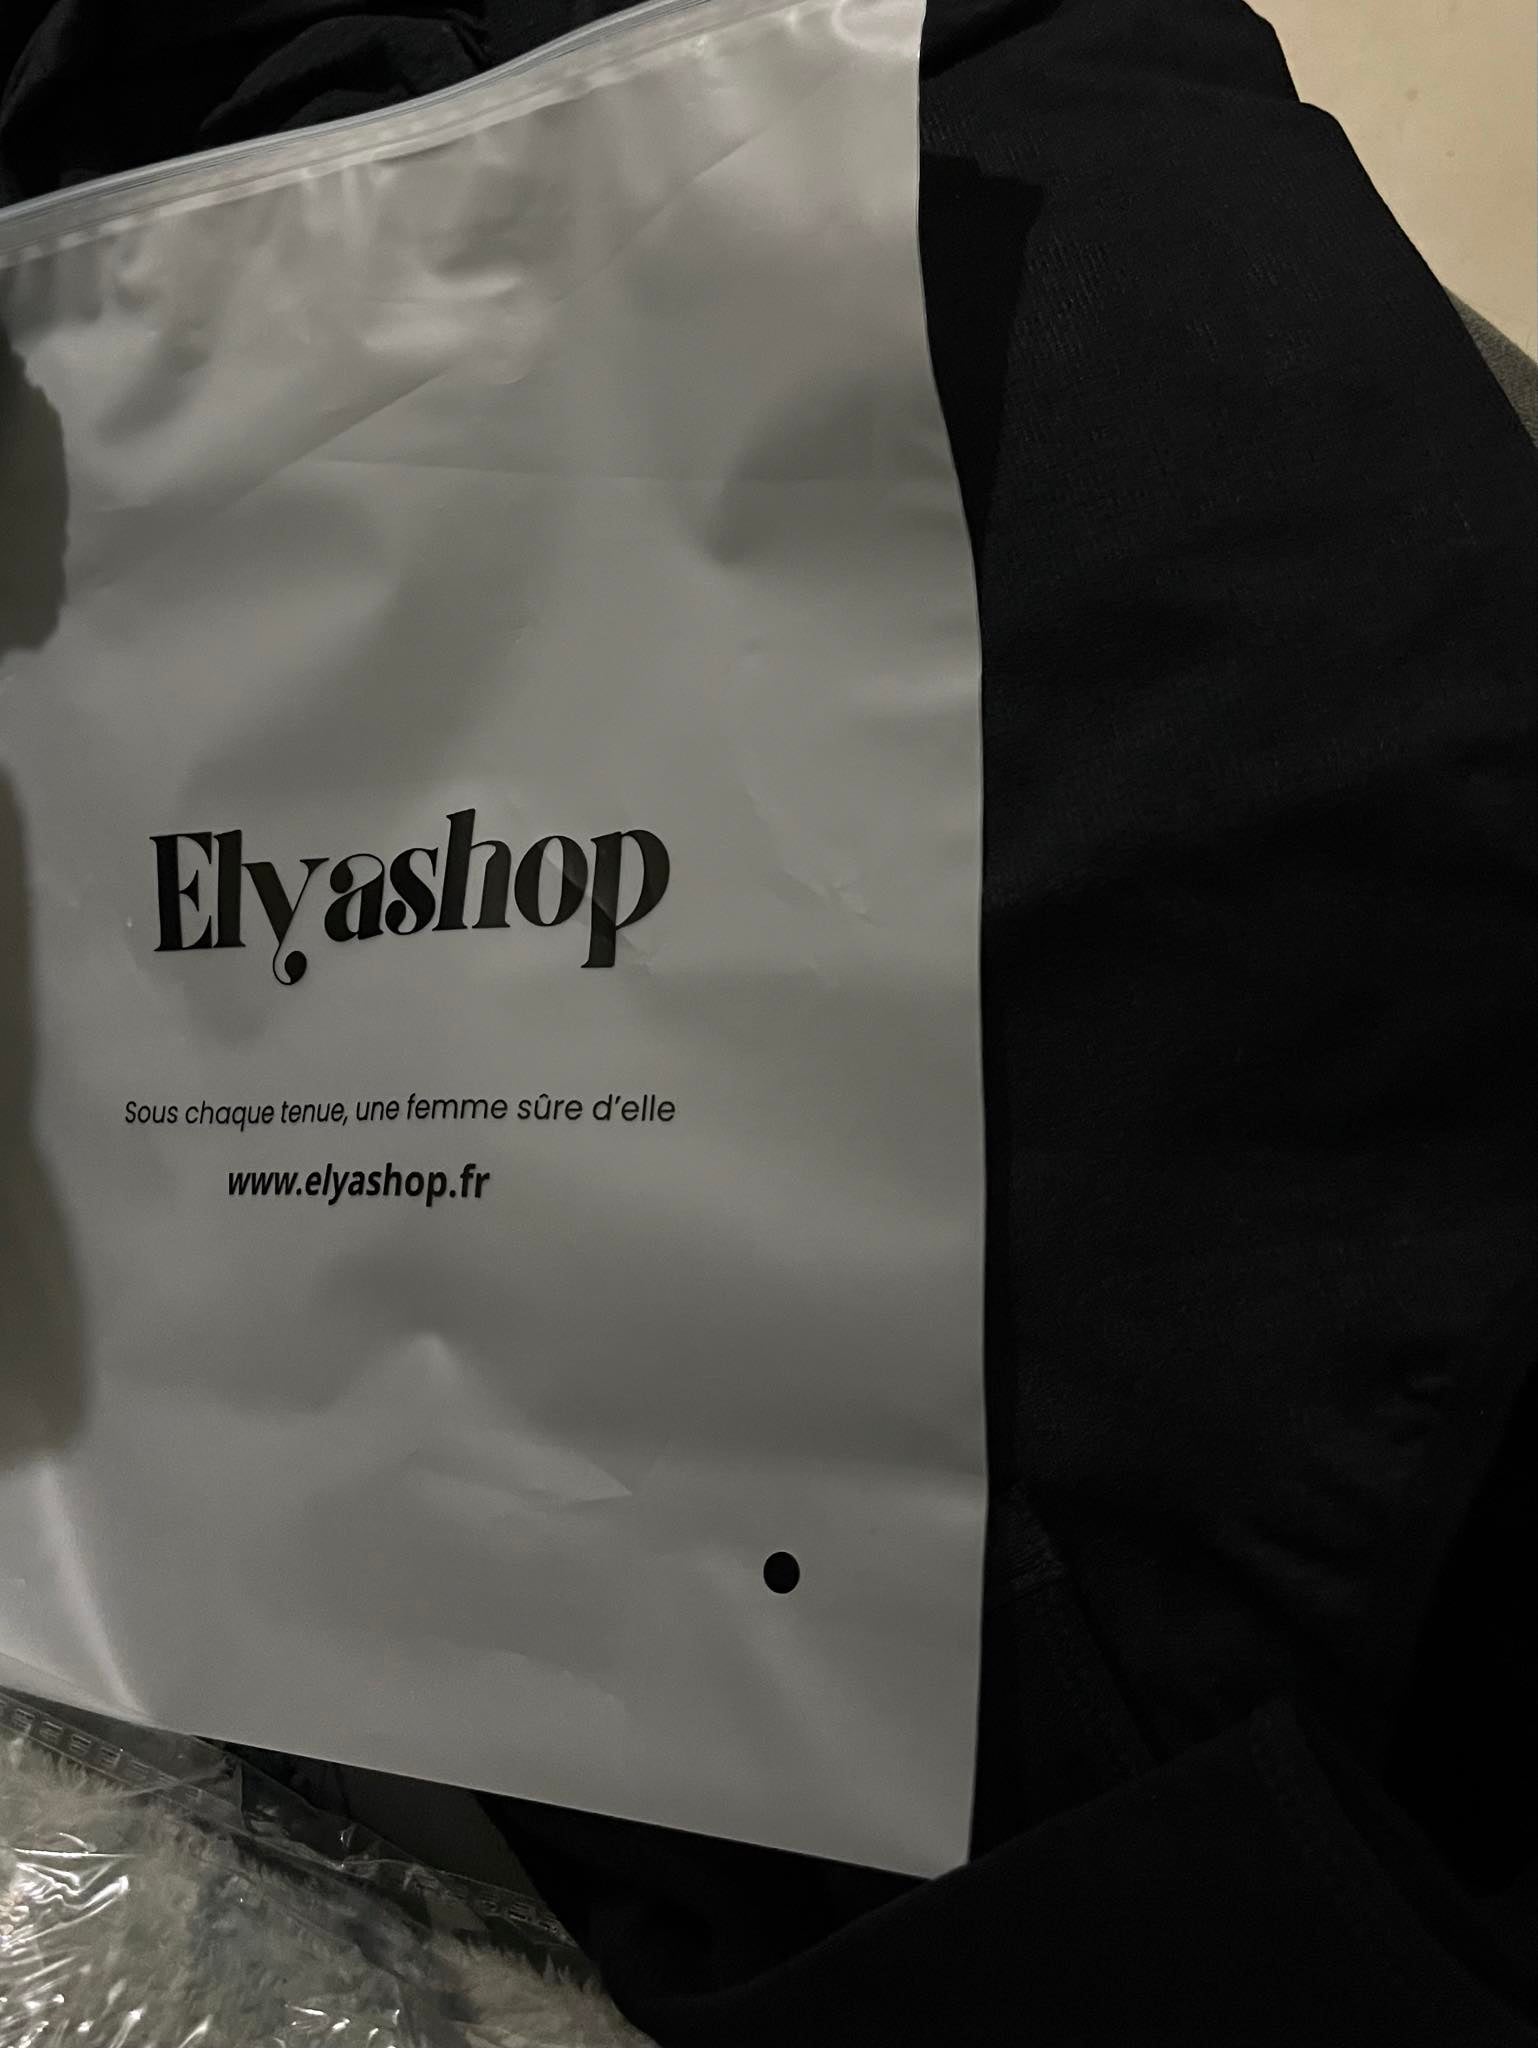 Elyashop
Sous chaque tenue, une femme sûre d'elle
www.elyashop.fr